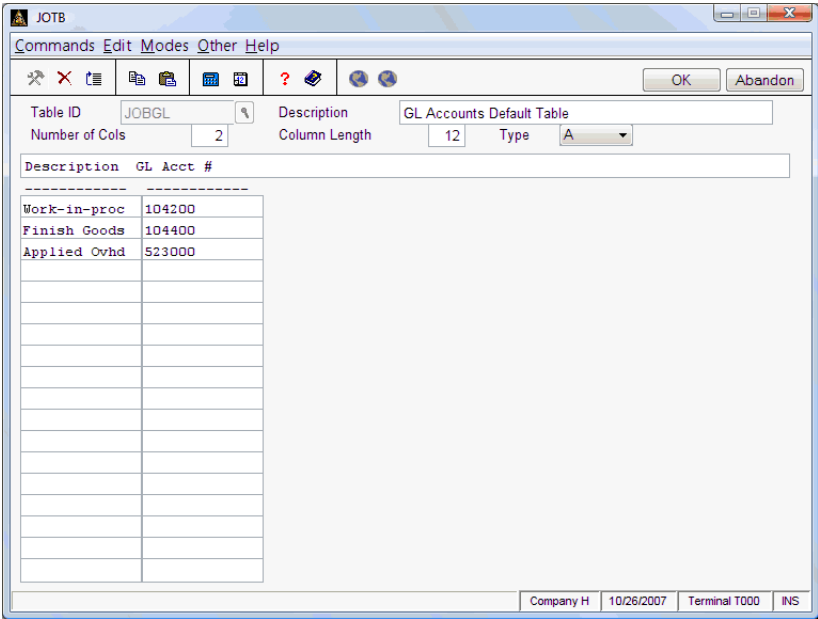 JOTB
Commands Edit Modes Other Help
OK Abandon
Table ID JOBGL Description GL Accounts Default Table
Number of Cols 2 Column Length 12 Type A
Description GL Acct #
------------ ------------
Work-in-proc 104200
Finish Goods 104400
Applied Ovhd 523000
Company H 10/26/2007 Terminal T000 INS